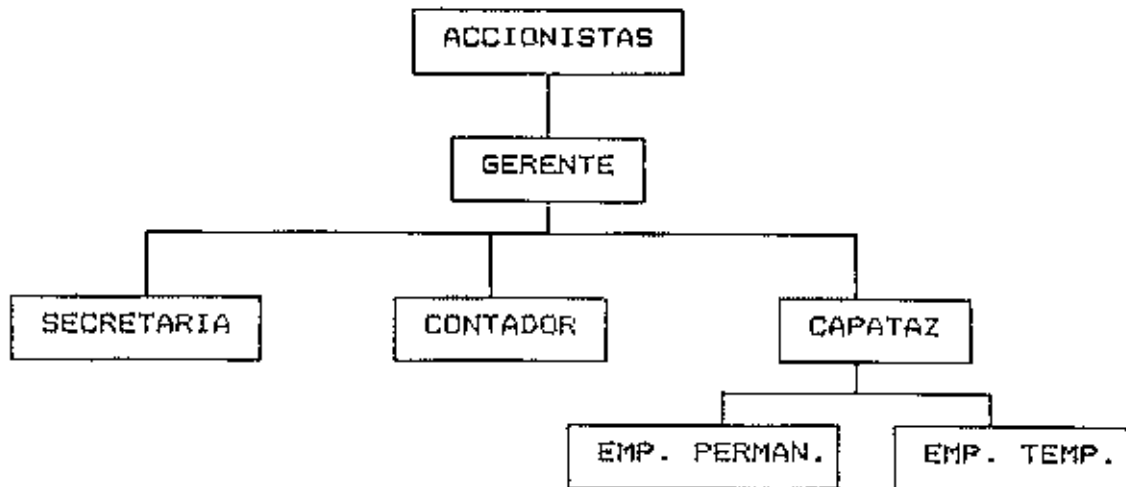 ACCIONISTAS
GERENTE
SECRETARIA
CONTADOR
CAPATAZ
EMP. PERMAN.
EMP. TEMP.